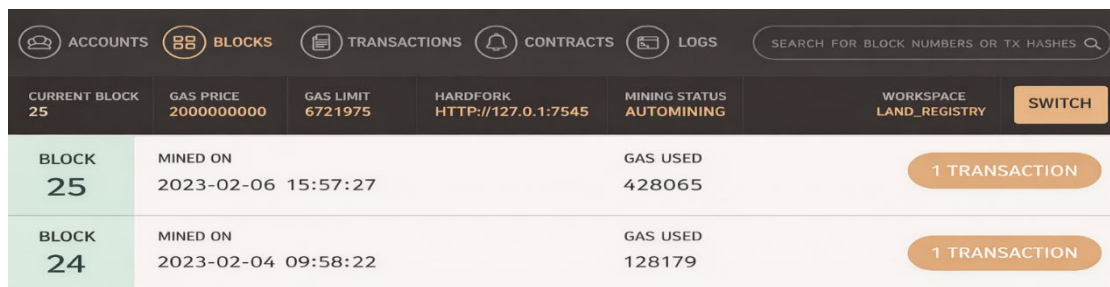 ACCOUNTS BLOCKS TRANSACTIONS CONTRACTS LOGS SEARCH FOR BLOCK NUMBERS OR TX HASHES
CURRENT BLOCK GAS PRICE GAS LIMIT HARDFORK MINING STATUS WORKSPACE
25 2000000000 6721975 HTTP://127.0.1:7545 AUTOMINING LAND_REGISTRY SWITCH
BLOCK MINED ON GAS USED
25 2023-02-06 15:57:27 428065 1 TRANSACTION
BLOCK MINED ON GAS USED
24 2023-02-04 09:58:22 128179 1 TRANSACTION